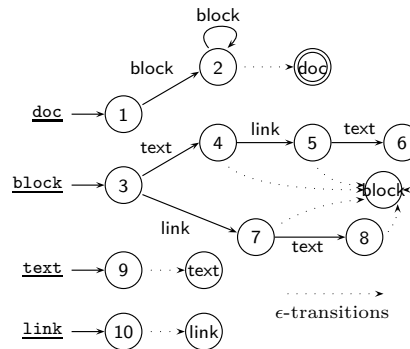 block
block
2
doc
doc
1
text
4
link
5
text
6
block
3
block
link
7
text
8
text
9
text
ϵ-transitions
link
10
link